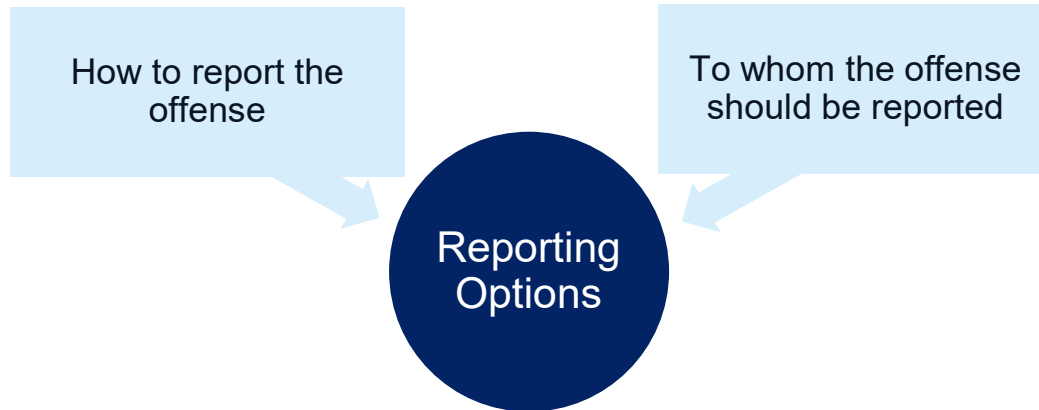 How to report the
offense
To whom the offense
should be reported
Reporting
Options